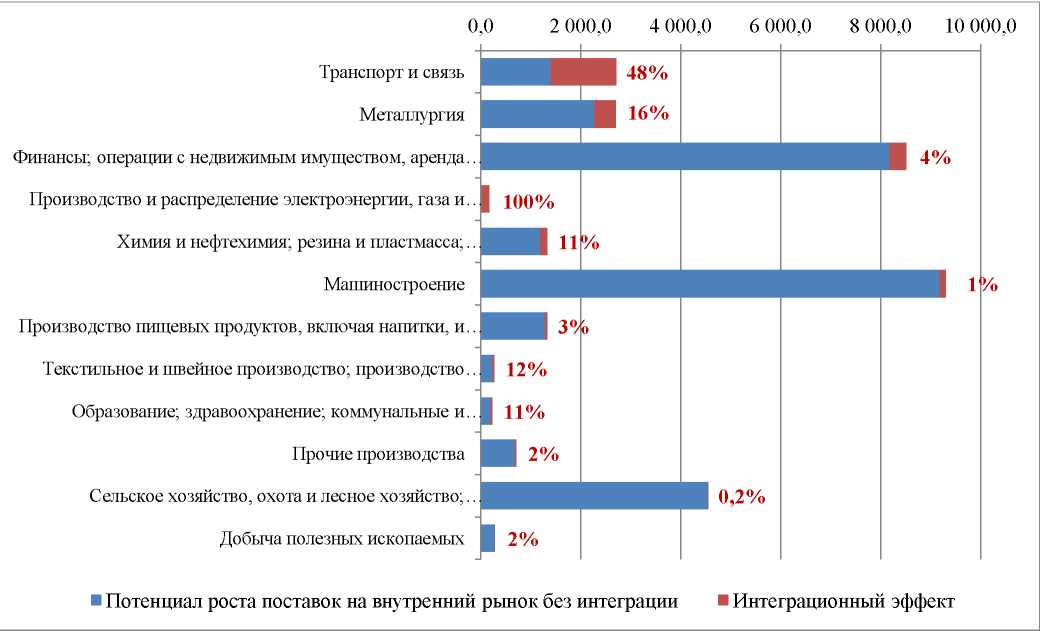 0,0 2 000,0 4 000,0 6 000,0 8 000,0 10 000,0
Транспорт и связь 48%
Металлургия 16%
Финансы; операции с недвижимым имуществом, аренда… 4%
Производство и распределение электроэнергии, газа и… 100%
Химия и нефтехимия; резина и пластмасса;… 11%
Машиностроение 1%
Производство пищевых продуктов, включая напитки, и… 3%
Текстильное и швейное производство; производство… 12%
Образование; здравоохранение; коммунальные и… 11%
Прочие производства 2%
Сельское хозяйство, охота и лесное хозяйство;… 0,2%
Добыча полезных ископаемых 2%
Потенциал роста поставок на внутренний рынок без интеграции Интеграционный эффект